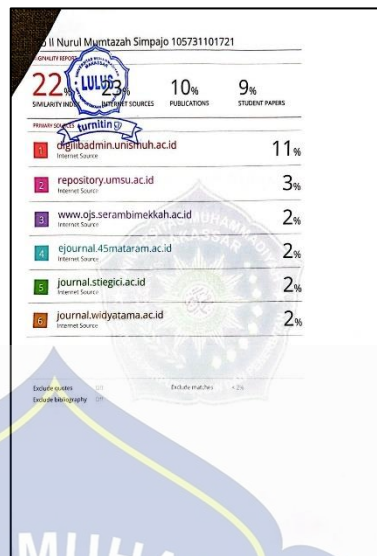 II Nurul Mumtazah Simpajo 105731101721
ORIGINALITY REPORT
22% 23% 10% 9%
SIMILARITY INDEX INTERNET SOURCES PUBLICATIONS STUDENT PAPERS
LULUS
turnitin
PRIMARY SOURCES
1 digilibadmin.unismuh.ac.id 11%
Internet Source
2 repository.umsu.ac.id 3%
Internet Source
3 www.ojs.serambimekkah.ac.id 2%
Internet Source
4 ejournal.45mataram.ac.id 2%
Internet Source
5 journal.stiegici.ac.id 2%
Internet Source
6 journal.widyatama.ac.id 2%
Internet Source
Exclude quotes Off Exclude matches < 2%
Exclude bibliography Off
MUHA